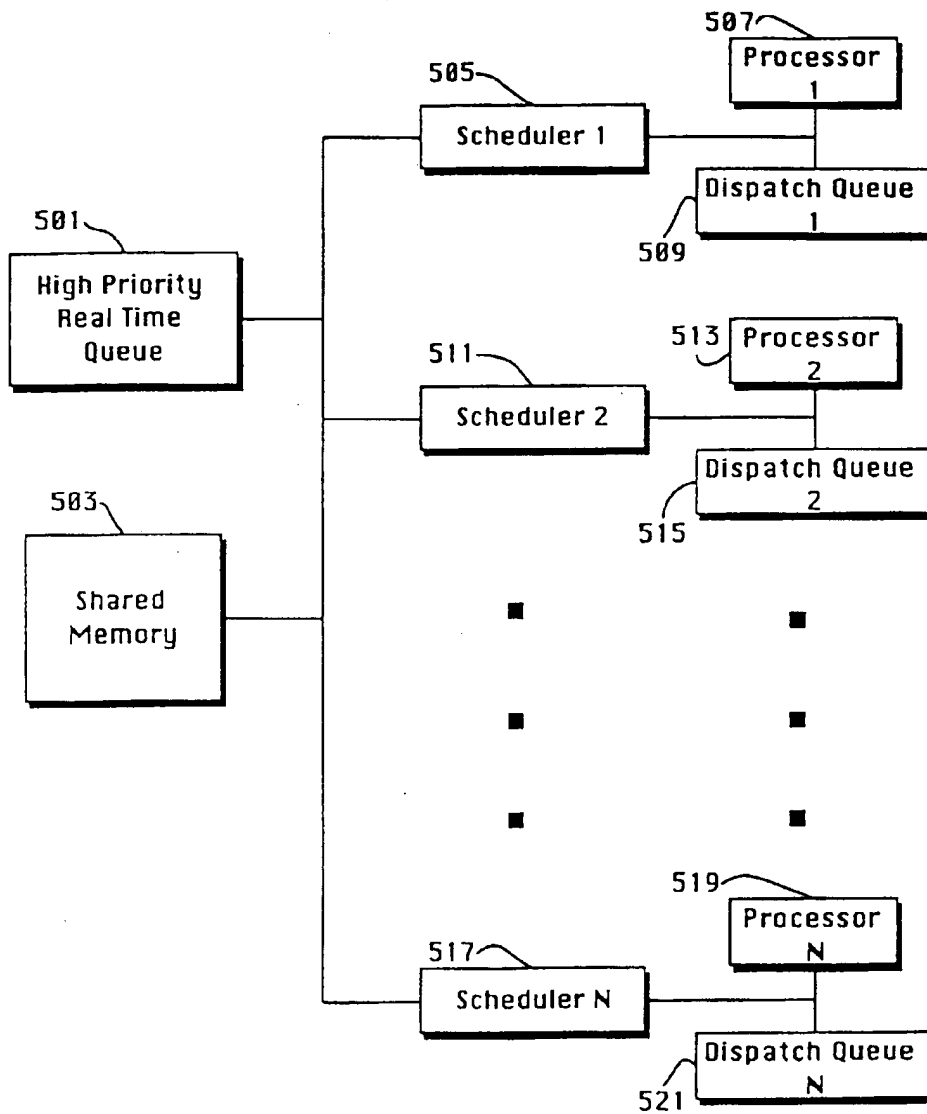 507
Processor
1
505
Scheduler 1
Dispatch Queue
1
509
501
High Priority
Real Time
Queue
513
Processor
2
511
Scheduler 2
Dispatch Queue
2
515
503
Shared
Memory
519
Processor
N
517
Scheduler N
Dispatch Queue
N
521